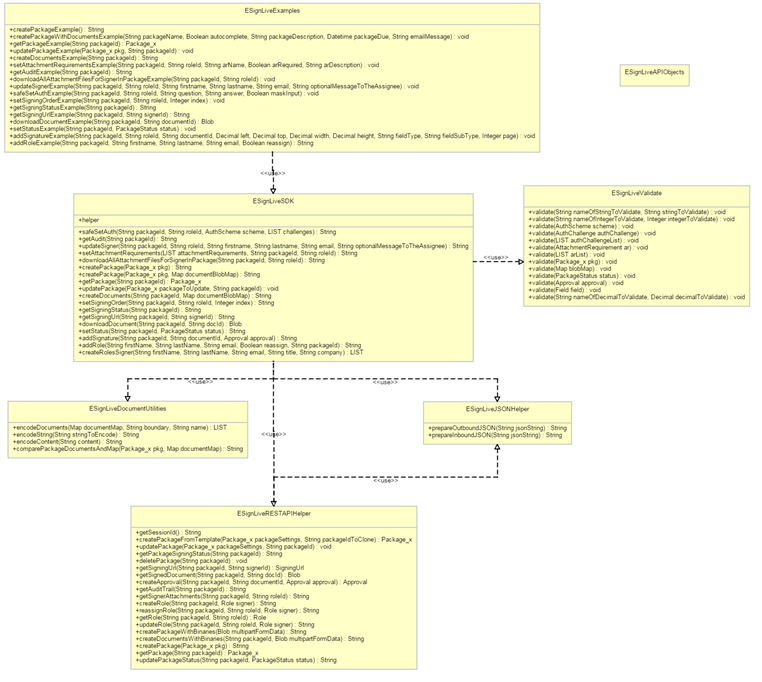 ESignLiveExamples
+createPackageExample() : String
+createPackageWithDocumentsExample(String packageName, Boolean autocomplete, String packageDescription, Datetime packageDue, String emailMessage) : void
+getPackageExample(String packageId) : Package_x
+updatePackageExample(Package_x pkg, String packageId) : void
+createDocumentsExample(String packageId) : String
+setAttachmentRequirementsExample(String packageId, String roleId, String arName, Boolean arRequired, String arDescription) : void
+getAuditExample(String packageId) : String
+downloadAllAttachmentFilesForSignerInPackageExample(String packageId, String roleId) : void
+updateSignerExample(String packageId, String roleId, String firstname, String lastname, String email, String optionalMessageToTheAssignee) : void
+safeSetAuthExample(String packageId, String roleId, String question, String answer, Boolean maskInput) : void
+setSigningOrderExample(String packageId, String roleId, Integer index) : void
+getSigningStatusExample(String packageId) : String
+getSigningUrlExample(String packageId, String signerId) : String
+downloadDocumentExample(String packageId, String documentId) : Blob
+setStatusExample(String packageId, PackageStatus status) : void
+addSignatureExample(String packageId, String roleId, String documentId, Decimal left, Decimal top, Decimal width, Decimal height, String fieldType, String fieldSubType, Integer page) : void
+addRoleExample(String packageId, String firstname, String lastname, String email, Boolean reassign) : String
ESignLiveAPIObjects
<<use>>
ESignLiveSDK
+helper
+safeSetAuth(String packageId, String roleId, AuthScheme scheme, LIST challenges) : String
+getAudit(String packageId) : String
+updateSigner(String packageId, String roleId, String firstname, String lastname, String email, String optionalMessageToTheAssignee) : String
+setAttachmentRequirements(LIST attachmentRequirements, String packageId, String roleId) : String
+downloadAllAttachmentFilesForSignerInPackage(String packageId, String roleId) : String
+createPackage(Package_x pkg) : String
+createPackage(Package_x pkg, Map documentBlobMap) : String
+getPackage(String packageId) : Package_x
+updatePackage(Package_x packageToUpdate, String packageId) : void
+createDocuments(String packageId, Map documentBlobMap) : String
+setSigningOrder(String packageId, String roleId, Integer index) : String
+getSigningStatus(String packageId) : String
+getSigningUrl(String packageId, String signerId) : String
+downloadDocument(String packageId, String docId) : Blob
+setStatus(String packageId, PackageStatus status) : String
+addSignature(String packageId, String documentId, Approval approval) : String
+addRole(String firstName, String lastName, String email, Boolean reassign, String packageId) : String
+createRolesSigner(String firstName, String lastName, String email, String title, String company) : LIST
<<use>>
ESignLiveValidate
+validate(String nameOfStringToValidate, String stringToValidate) : void
+validate(String nameOfIntegerToValidate, Integer integerToValidate) : void
+validate(AuthScheme scheme) : void
+validate(AuthChallenge authChallenge) : void
+validate(LIST authChallengeList) : void
+validate(AttachmentRequirement ar) : void
+validate(LIST arList) : void
+validate(Package_x pkg) : void
+validate(Map blobMap) : void
+validate(PackageStatus status) : void
+validate(Approval approval) : void
+validate(Field field) : void
+validate(String nameOfDecimalToValidate, Decimal decimalToValidate) : void
<<use>>
<<use>>
ESignLiveDocumentUtilities
+encodeDocuments(Map documentMap, String boundary, String name) : LIST
+encodeString(String stringToEncode) : String
+encodeContent(String content) : String
+comparePackageDocumentsAndMap(Package_x pkg, Map documentMap) : String
<<use>>
ESignLiveJSONHelper
+prepareOutboundJSON(String jsonString) : String
+prepareInboundJSON(String jsonString) : String
<<use>>
ESignLiveRESTAPIHelper
+getSessionId() : String
+createPackageFromTemplate(Package_x packageSettings, String packageIdToClone) : Package_x
+updatePackage(Package_x packageSettings, String packageId) : void
+getPackageSigningStatus(String packageId) : String
+deletePackage(String packageId) : void
+getSigningUrl(String packageId, String signerId) : SigningUrl
+getSignedDocument(String packageId, String docId) : Blob
+createApproval(String packageId, String documentId, Approval approval) : Approval
+getAuditTrail(String packageId) : String
+getSignerAttachments(String packageId, String roleId) : String
+createRole(String packageId, Role signer) : String
+reassignRole(String packageId, String roleId, Role signer) : String
+getRole(String packageId, String roleId) : Role
+updateRole(String packageId, String roleId, Role signer) : String
+createPackageWithBinaries(Blob multipartFormData) : String
+createDocumentsWithBinaries(String packageId, Blob multipartFormData) : String
+createPackage(Package_x pkg) : String
+getPackage(String packageId) : Package_x
+updatePackageStatus(String packageId, PackageStatus status) : String